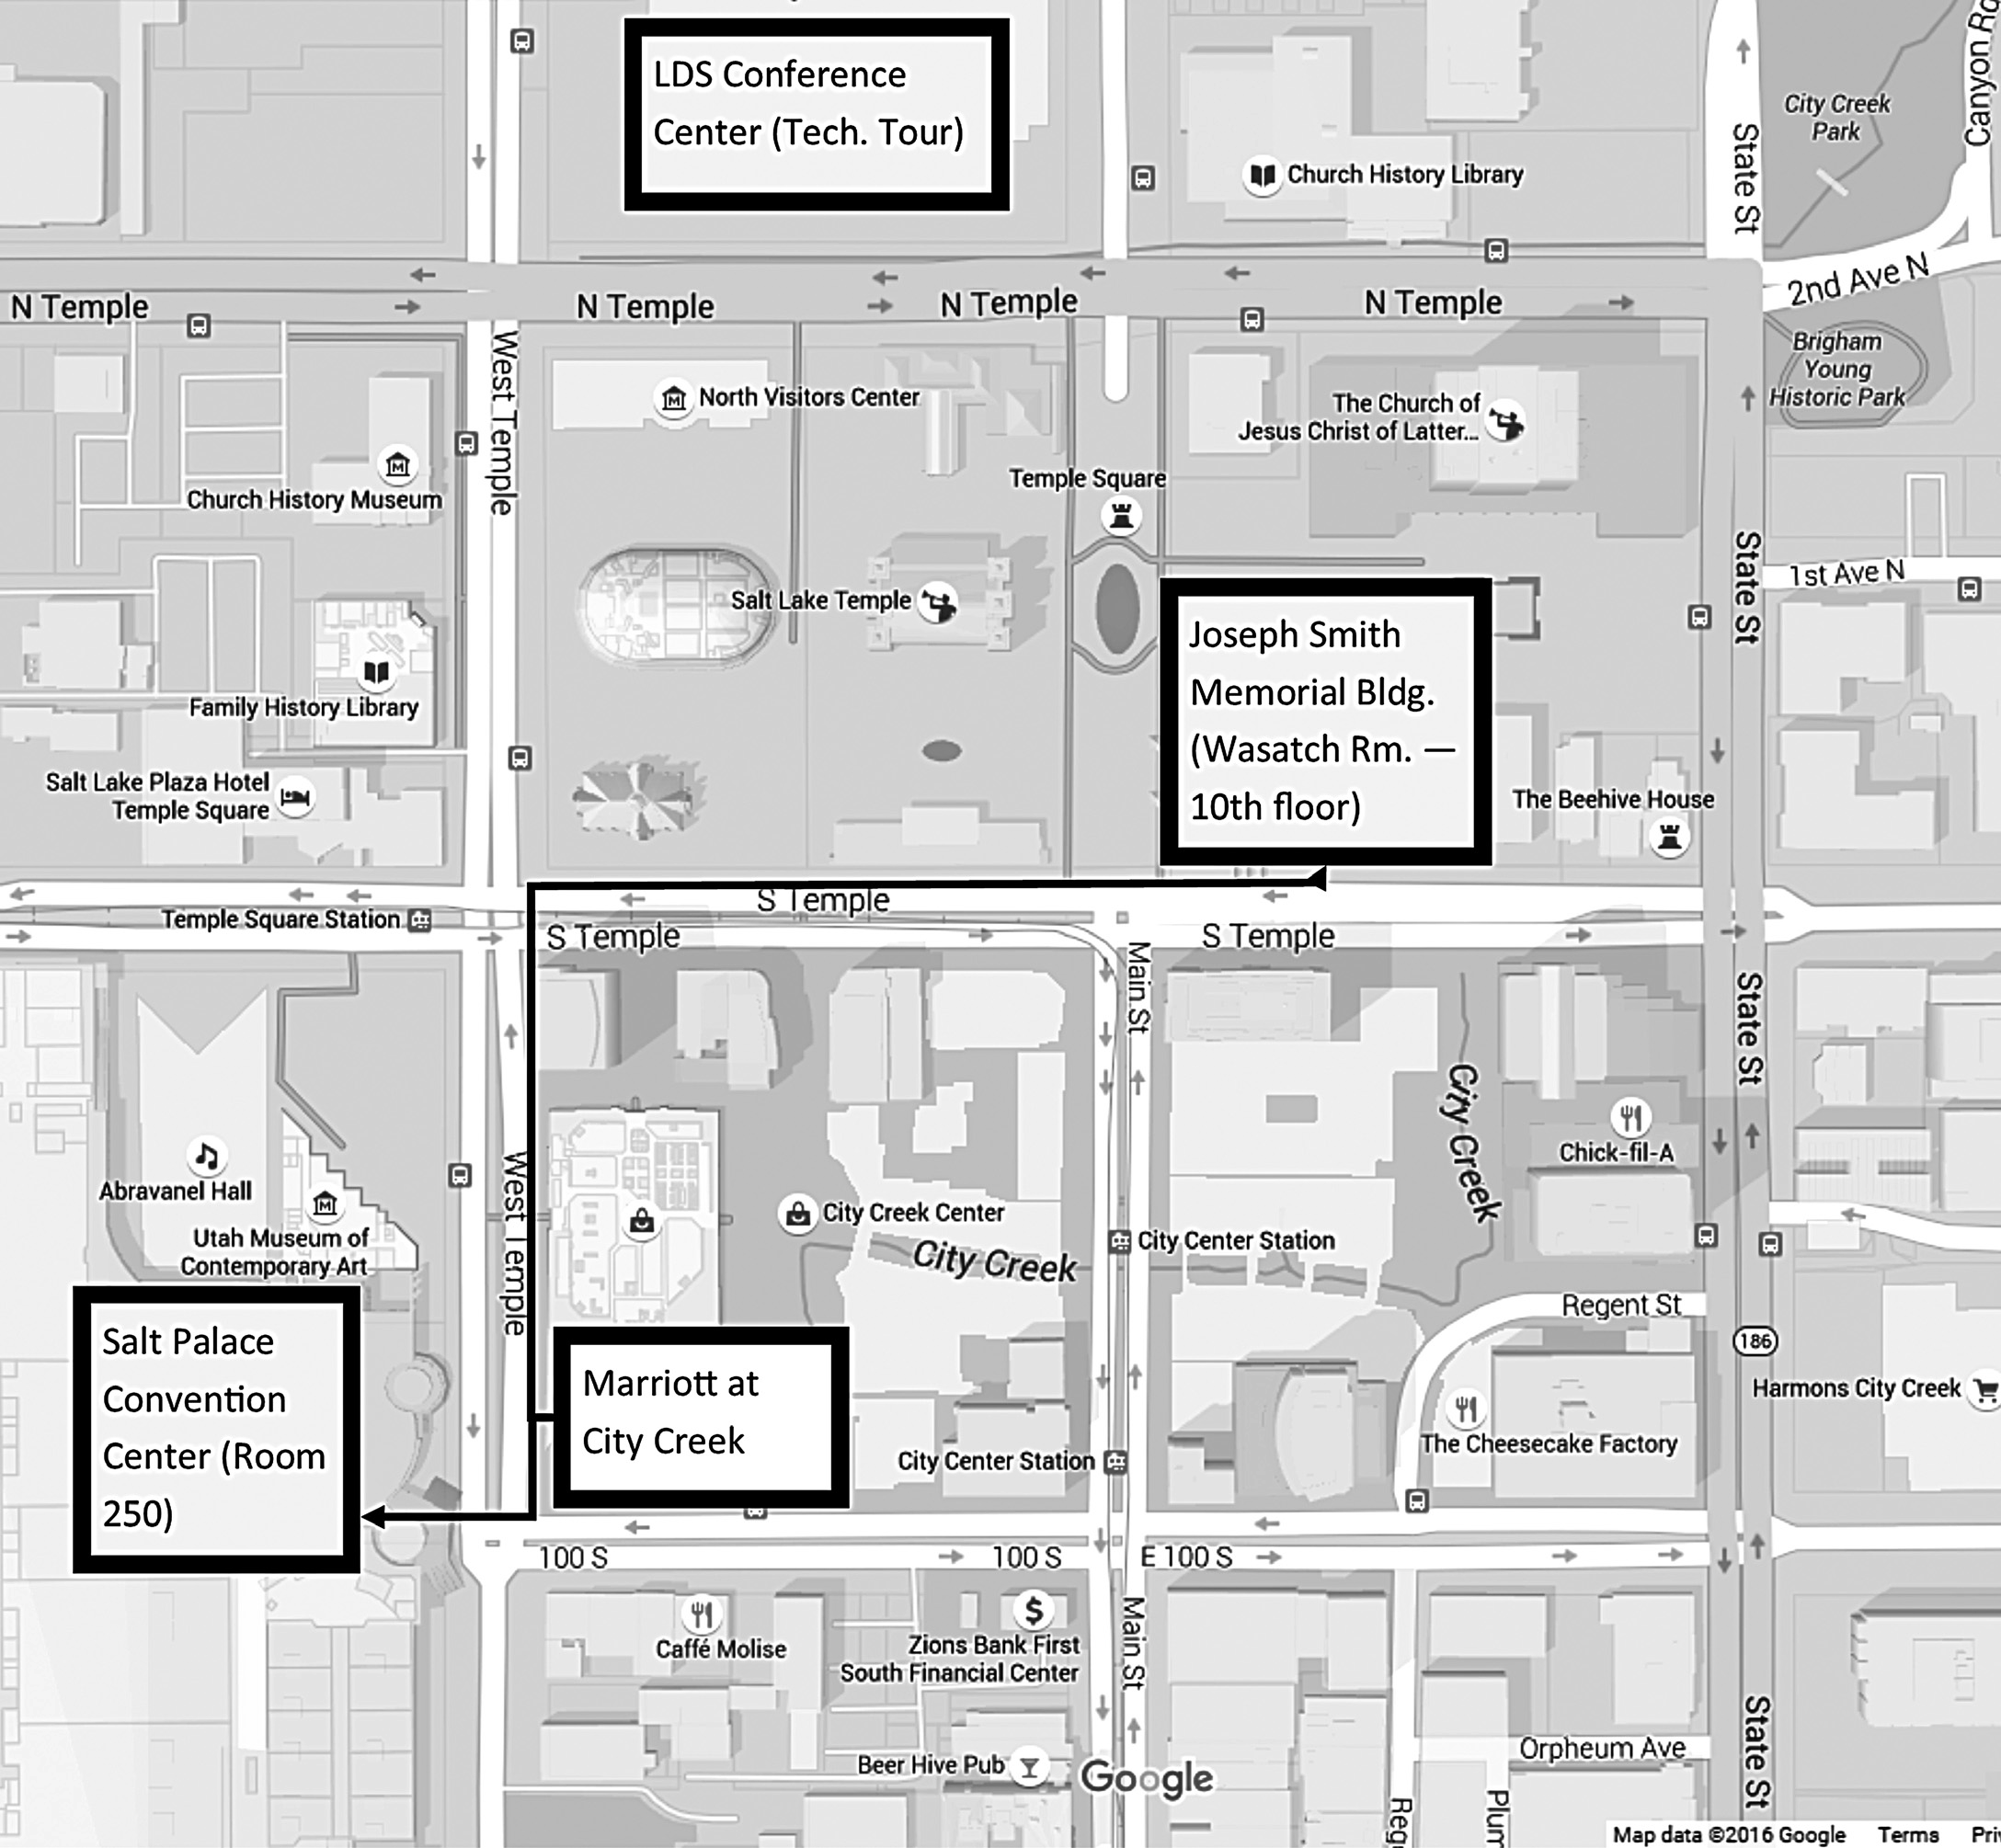 LDS Conference
Center (Tech. Tour)
City Creek
Park
Canyon Rd
State St
Church History Library
2nd Ave N
N Temple
N Temple
N Temple
N Temple
West Temple
North Visitors Center
The Church of
Jesus Christ of Latter...
Brigham
Young
Historic Park
Church History Museum
Temple Square
State St
1st Ave N
Salt Lake Temple
Joseph Smith
Memorial Bldg.
(Wasatch Rm. —
10th floor)
Family History Library
Salt Lake Plaza Hotel
Temple Square
The Beehive House
S Temple
Temple Square Station
S Temple
S Temple
Main St
State St
City Creek
Chick-fil-A
Abravanel Hall
Utah Museum of
Contemporary Art
West Temple
City Creek Center
City Creek
City Center Station
Regent St
186
Salt Palace
Convention
Center (Room
250)
Marriott at
City Creek
Harmons City Creek
The Cheesecake Factory
City Center Station
100 S
100 S
E 100 S
Caffé Molise
Zions Bank First
South Financial Center
Main St
State St
Orpheum Ave
Beer Hive Pub
Google
Map data ©2016 Google Terms